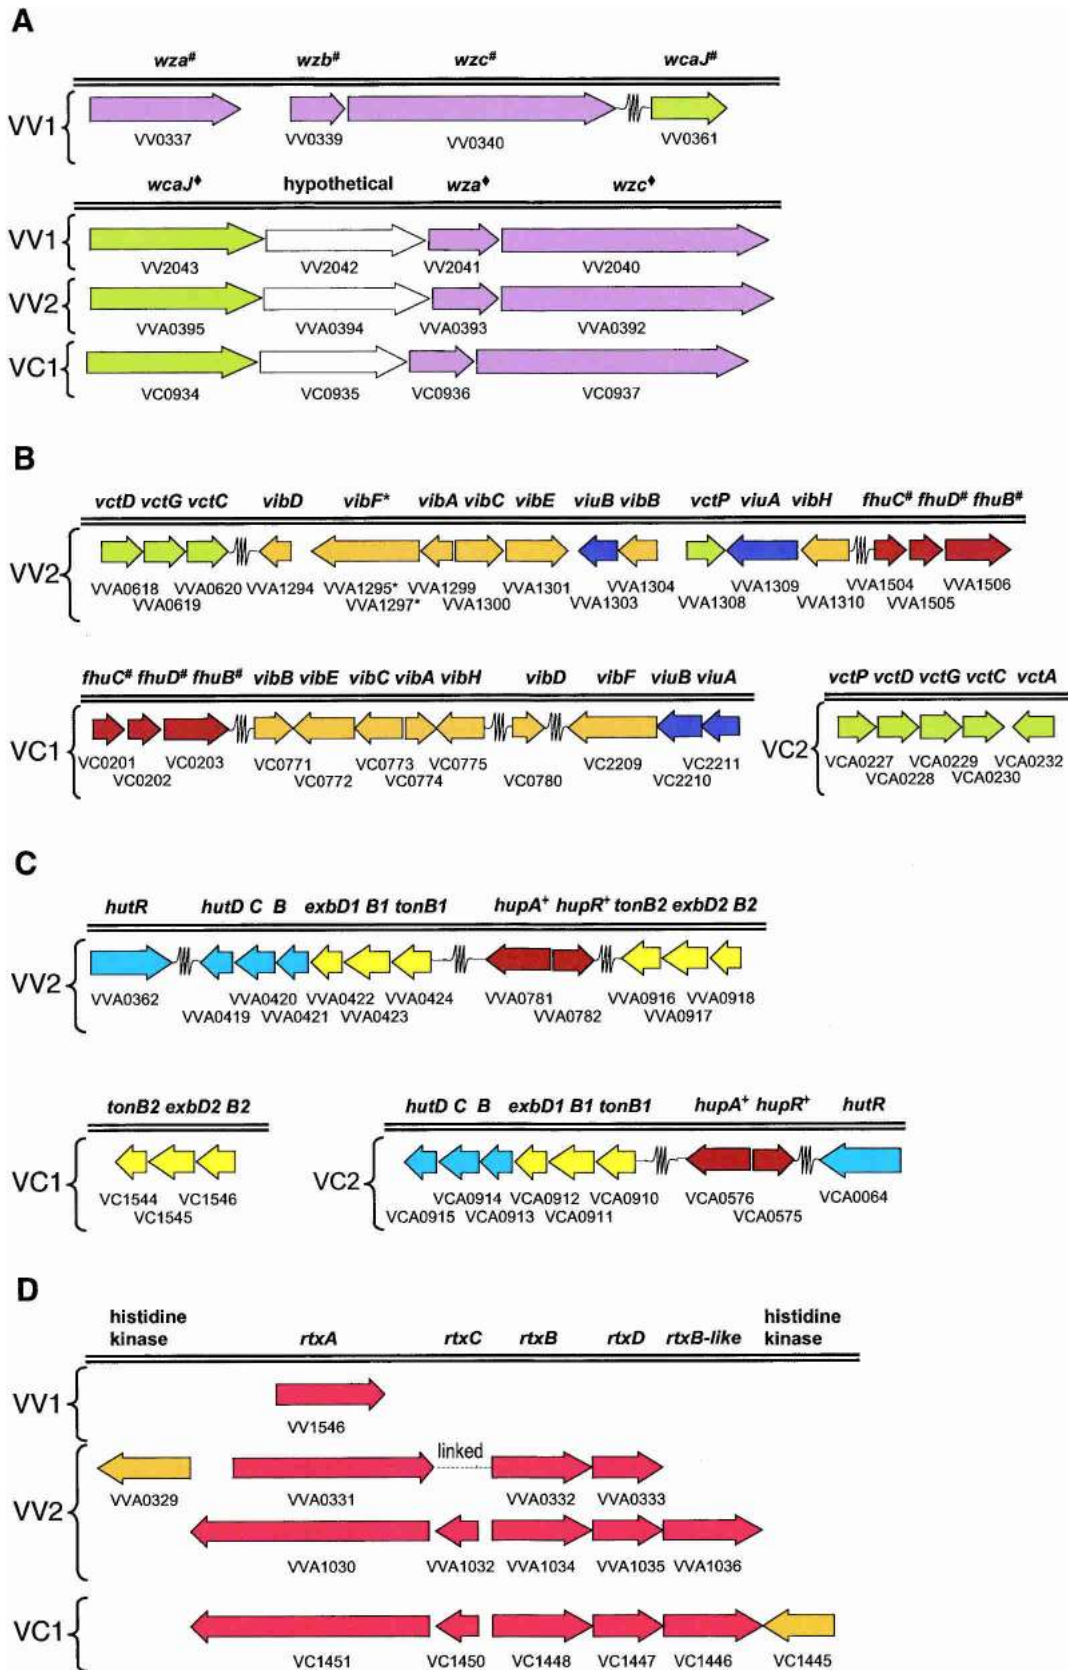 A
wza# wzb# wzc# wcaJ#
VV1
VV0337 VV0339 VV0340 VV0361
wcaJ♦ hypothetical wza♦ wzc♦
VV1
VV2043 VV2042 VV2041 VV2040
VV2
VVA0395 VVA0394 VVA0393 VVA0392
VC1
VC0934 VC0935 VC0936 VC0937
B
vctD vctG vctC vibD vibF* vibA vibC vibE viuB vibB vctP viuA vibH fhuC# fhuD# fhuB#
VV2
VVA0618 VVA0620 VVA1294 VVA1295* VVA1299 VVA1301 VVA1304 VVA1309 VVA1504 VVA1506
VVA0619 VVA1297* VVA1300 VVA1303 VVA1308 VVA1310 VVA1505
fhuC# fhuD# fhuB# vibB vibE vibC vibA vibH vibD vibF viuB viuA
vctP vctD vctG vctC vctA
VC1
VC2
VC0201 VC0203 VC0771 VC0773 VC0775 VC2209 VC2211
VC0202 VC0772 VC0774 VC0780 VC2210
VCA0227 VCA0229 VCA0232
VCA0228 VCA0230
C
hutR hutD C B exbD1 B1 tonB1 hupA+ hupR+ tonB2 exbD2 B2
VV2
VVA0362 VVA0420 VVA0422 VVA0424 VVA0781 VVA0916 VVA0918
VVA0419 VVA0421 VVA0423 VVA0782 VVA0917
tonB2 exbD2 B2
hutD C B exbD1 B1 tonB1 hupA+ hupR+ hutR
VC1
VC2
VC1544 VC1546
VC1545
VCA0914 VCA0912 VCA0910 VCA0576 VCA0064
VCA0915 VCA0913 VCA0911 VCA0575
D
histidine kinase rtxA rtxC rtxB rtxD rtxB-like histidine kinase
VV1
VV1546
linked
VV2
VVA0329 VVA0331 VVA0332 VVA0333
VVA1030 VVA1032 VVA1034 VVA1035 VVA1036
VC1
VC1451 VC1450 VC1448 VC1447 VC1446 VC1445